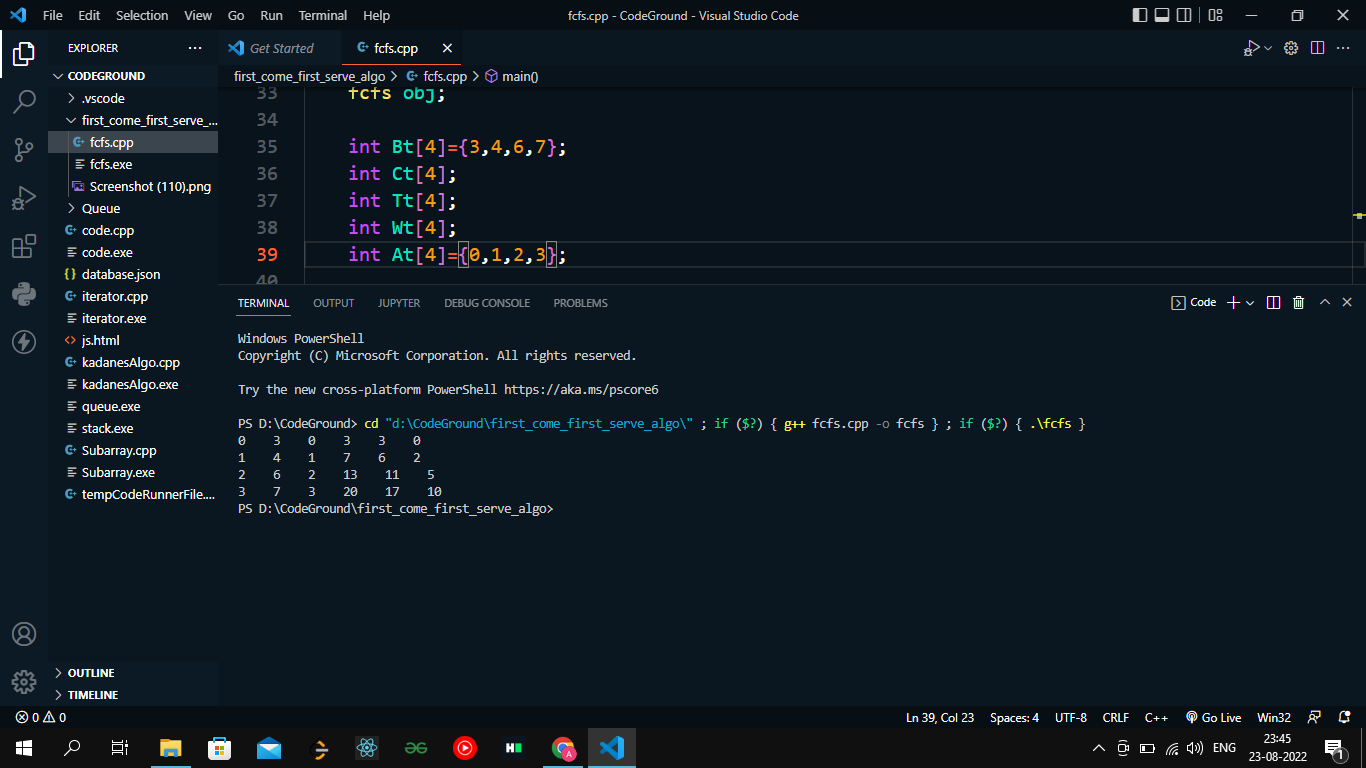 File Edit Selection View Go Run Terminal Help fcfs.cpp - CodeGround - Visual Studio Code
EXPLORER
CODEGROUND
.vscode
first_come_first_serve_...
fcfs.cpp
fcfs.exe
Screenshot (110).png
Queue
code.cpp
code.exe
database.json
iterator.cpp
iterator.exe
js.html
kadanesAlgo.cpp
kadanesAlgo.exe
queue.exe
stack.exe
Subarray.cpp
Subarray.exe
tempCodeRunnerFile....
OUTLINE
TIMELINE
Get Started fcfs.cpp
first_come_first_serve_algo > fcfs.cpp > main()
33 fcfs obj;
34
35 int Bt[4]={3,4,6,7};
36 int Ct[4];
37 int Tt[4];
38 int Wt[4];
39 int At[4]={0,1,2,3};
40
TERMINAL OUTPUT JUPYTER DEBUG CONSOLE PROBLEMS Code
Windows PowerShell
Copyright (C) Microsoft Corporation. All rights reserved.
Try the new cross-platform PowerShell https://aka.ms/pscore6
PS D:\CodeGround> cd "d:\CodeGround\first_come_first_serve_algo\" ; if ($?) { g++ fcfs.cpp -o fcfs } ; if ($?) { .\fcfs }
0 3 0 3 3 0
1 4 1 7 6 2
2 6 2 13 11 5
3 7 3 20 17 10
PS D:\CodeGround\first_come_first_serve_algo>
0 0 Ln 39, Col 23 Spaces: 4 UTF-8 CRLF C++ Go Live Win32
ENG 23:45
23-08-2022
1